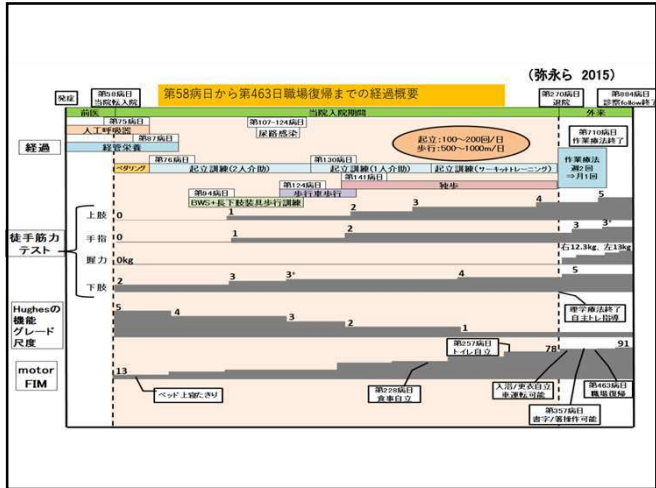 (弥永ら 2015)
発症
第58病日
当院転入院
第58病日から第463日職場復帰までの経過概要
第270病日
退院
第884病日
診察follow終了
前医
当院入院期間
外来
経過
第75病日
人工呼吸器
第87病日
経管栄養
第107-124病日
尿路感染
起立:100~200回/日
歩行:500~1000m/日
第710病日
作業療法終了
ペダリング
第76病日
起立訓練(2人介助)
第130病日
起立訓練(1人介助)
起立訓練(サーキットトレーニング)
作業療法
週2回
⇒月1回
第141病日
独歩
第124病日
歩行車歩行
第94病日
BWS+長下肢装具歩行訓練
徒手筋力
テスト
上肢 0 1 2 3 4 5
手指 0 1 2 3 3⁺
握力 0kg 右12.3kg, 左13kg
下肢 2 3 3⁺ 4 5
理学療法終了
自主トレ指導
Hughesの
機能
グレード
尺度
5 4 3 2 1
motor
FIM
13 78 91
ベッド上寝たきり
第228病日
食事自立
第257病日
トイレ自立
入浴/更衣自立
車運転可能
第357病日
書字/箸操作可能
第463病日
職場復帰